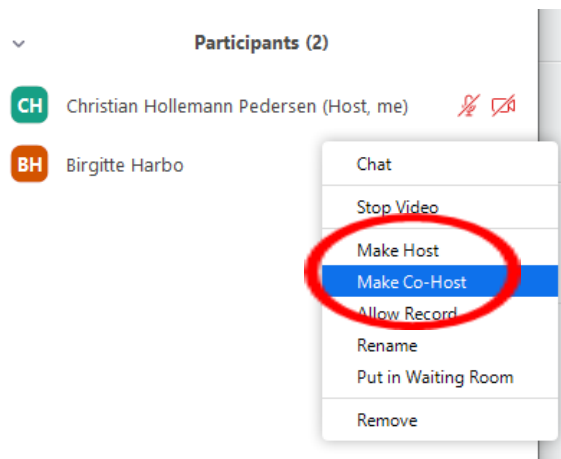 Participants (2)
CH Christian Hollemann Pedersen (Host, me)
BH Birgitte Harbo
Chat
Stop Video
Make Host
Make Co-Host
Allow Record
Rename
Put in Waiting Room
Remove